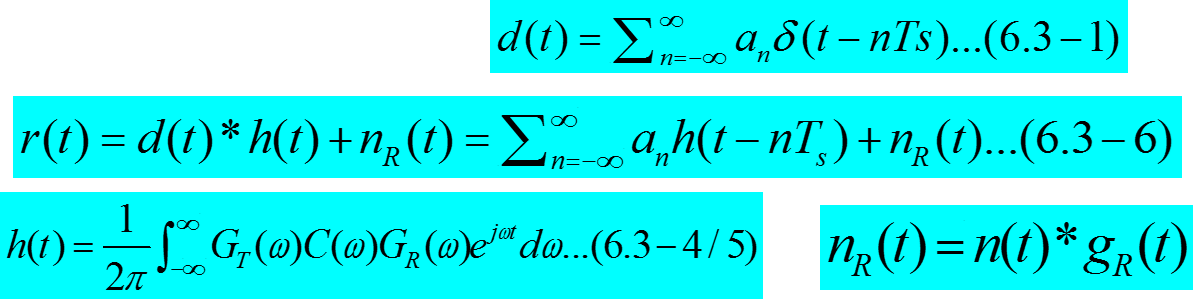 d(t) = ∑_{n=-∞}^{∞} a_n δ(t − nTs)...(6.3−1)
r(t) = d(t) * h(t) + n_R(t) = ∑_{n=-∞}^{∞} a_n h(t − nT_s) + n_R(t)...(6.3−6)
h(t) = \frac{1}{2π} ∫_{-∞}^{∞} G_T(ω)C(ω)G_R(ω)e^{jωt} dω...(6.3−4/5)
n_R(t) = n(t) * g_R(t)